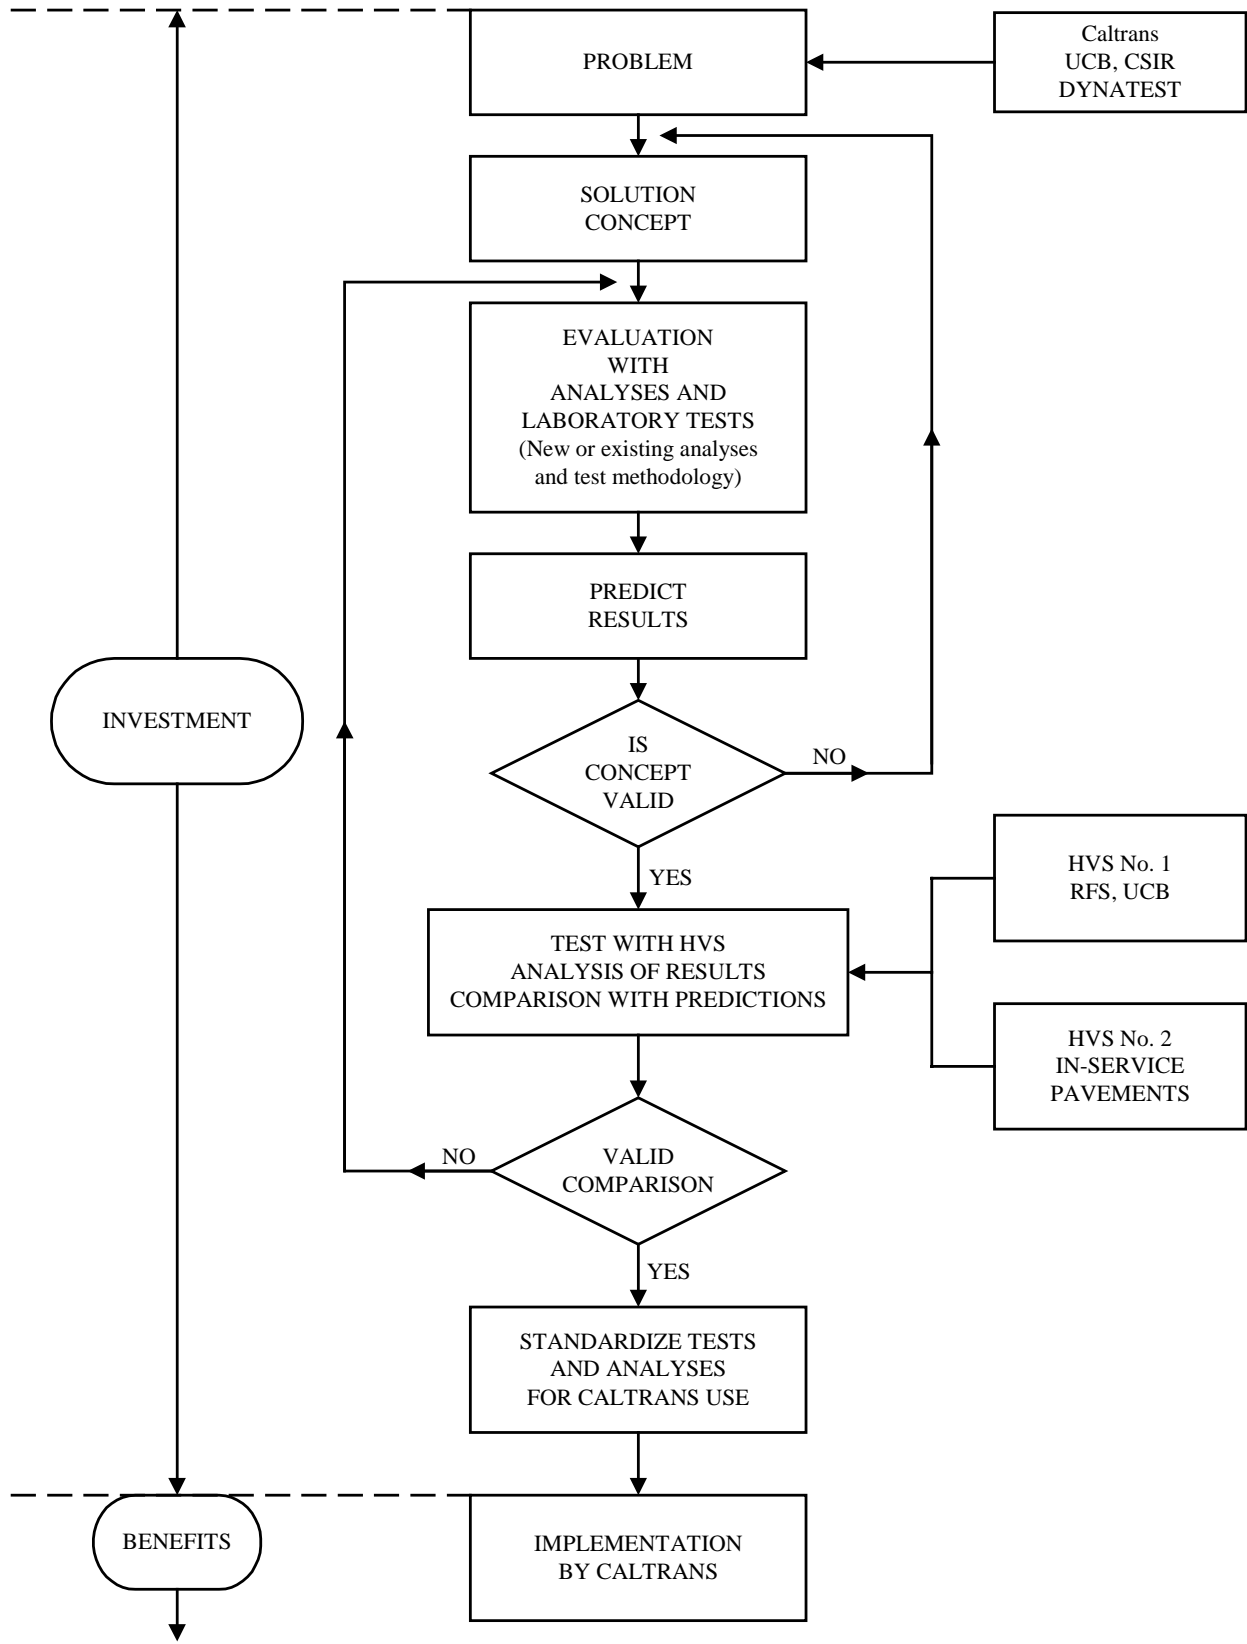 PROBLEM
Caltrans
UCB, CSIR
DYNATEST
SOLUTION
CONCEPT
EVALUATION
WITH
ANALYSES AND
LABORATORY TESTS
(New or existing analyses
and test methodology)
PREDICT
RESULTS
INVESTMENT
IS
CONCEPT
VALID
NO
YES
HVS No. 1
RFS, UCB
TEST WITH HVS
ANALYSIS OF RESULTS
COMPARISON WITH PREDICTIONS
HVS No. 2
IN-SERVICE
PAVEMENTS
NO
VALID
COMPARISON
YES
STANDARDIZE TESTS
AND ANALYSES
FOR CALTRANS USE
BENEFITS
IMPLEMENTATION
BY CALTRANS